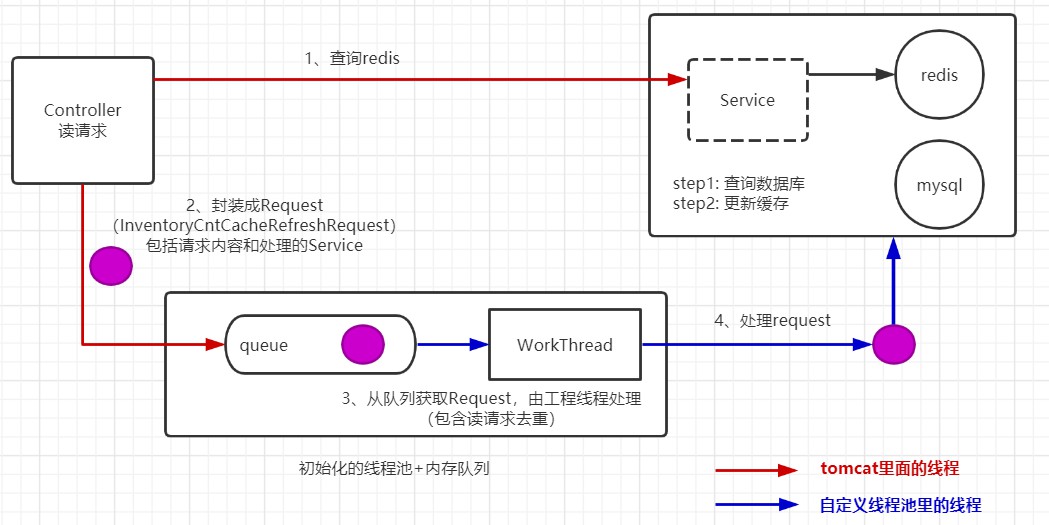 1、查询redis
Controller
读请求
Service
redis
mysql
step1: 查询数据库
step2: 更新缓存
2、封装成Request
（InventoryCntCacheRefreshRequest）
包括请求内容和处理的Service
queue
WorkThread
4、处理request
3、从队列获取Request，由工程线程处理
（包含读请求去重）
初始化的线程池+内存队列
tomcat里面的线程
自定义线程池里的线程